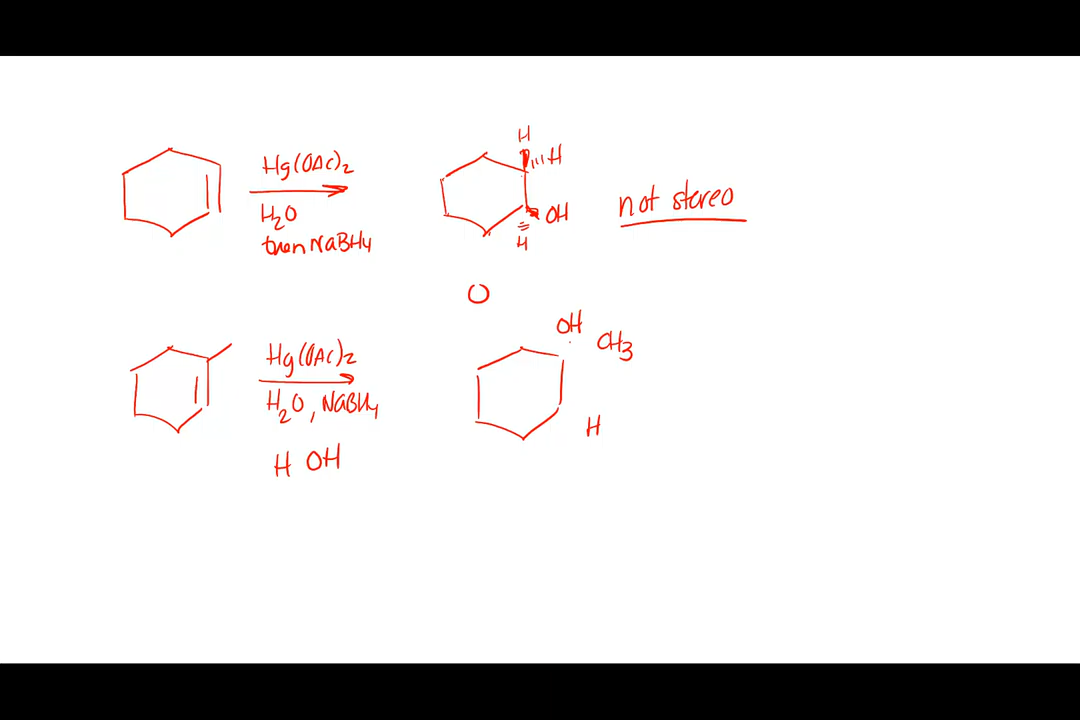 Hg(OAc)2
H2O
then NaBH4
H
H
OH
H
not stereo
O
Hg(OAc)2
H2O, NaBH4
H OH
OH
CH3
H